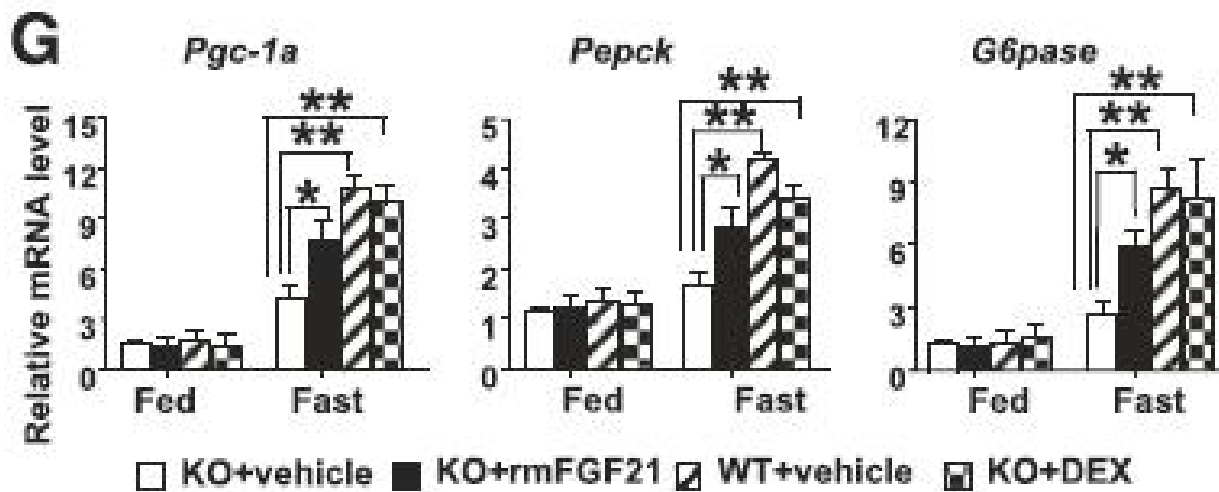 G
Pgc-1a Pepck G6pase
Relative mRNA level
** ** *
** ** *
** ** *
15 12 9 6 3 0
5 4 3 2 1 0
12 9 6 3 0
Fed Fast Fed Fast Fed Fast
KO+vehicle KO+rmFGF21 WT+vehicle KO+DEX